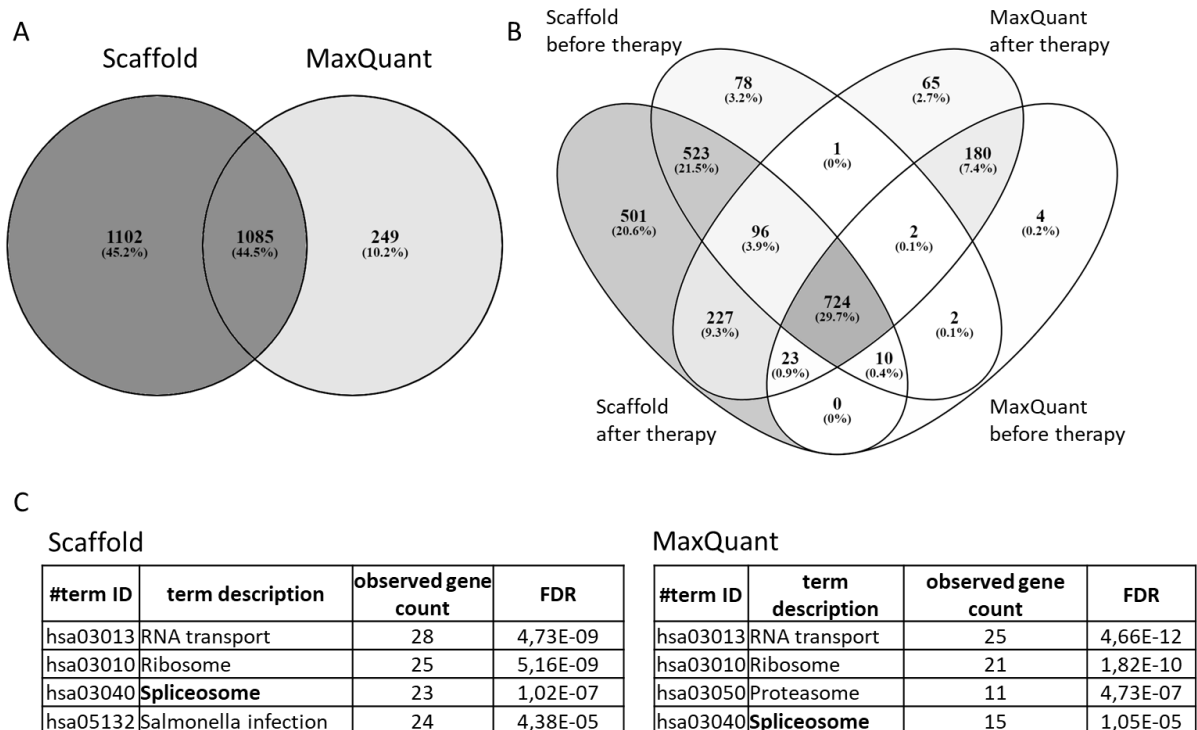 A
Scaffold
MaxQuant
1102
(45.2%)
1085
(44.5%)
249
(10.2%)
B
Scaffold
before therapy
MaxQuant
after therapy
78
(3.2%)
65
(2.7%)
523
(21.5%)
1
(0%)
180
(7.4%)
501
(20.6%)
96
(3.9%)
2
(0.1%)
4
(0.2%)
227
(9.3%)
724
(29.7%)
2
(0.1%)
23
(0.9%)
10
(0.4%)
0
(0%)
Scaffold
after therapy
MaxQuant
before therapy
C
Scaffold
#term ID term description observed gene count FDR
hsa03013 RNA transport 28 4,73E-09
hsa03010 Ribosome 25 5,16E-09
hsa03040 Spliceosome 23 1,02E-07
hsa05132 Salmonella infection 24 4,38E-05
MaxQuant
#term ID term description observed gene count FDR
hsa03013 RNA transport 25 4,66E-12
hsa03010 Ribosome 21 1,82E-10
hsa03050 Proteasome 11 4,73E-07
hsa03040 Spliceosome 15 1,05E-05